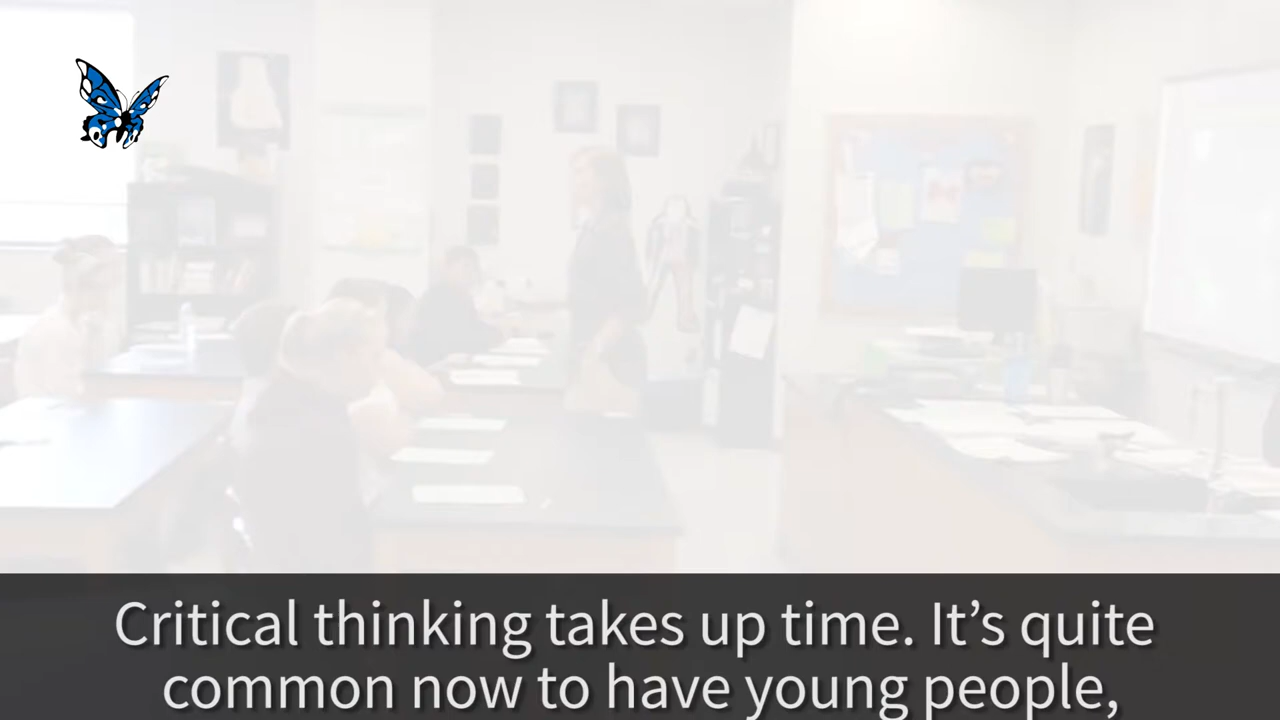 Critical thinking takes up time. It’s quite
common now to have young people,